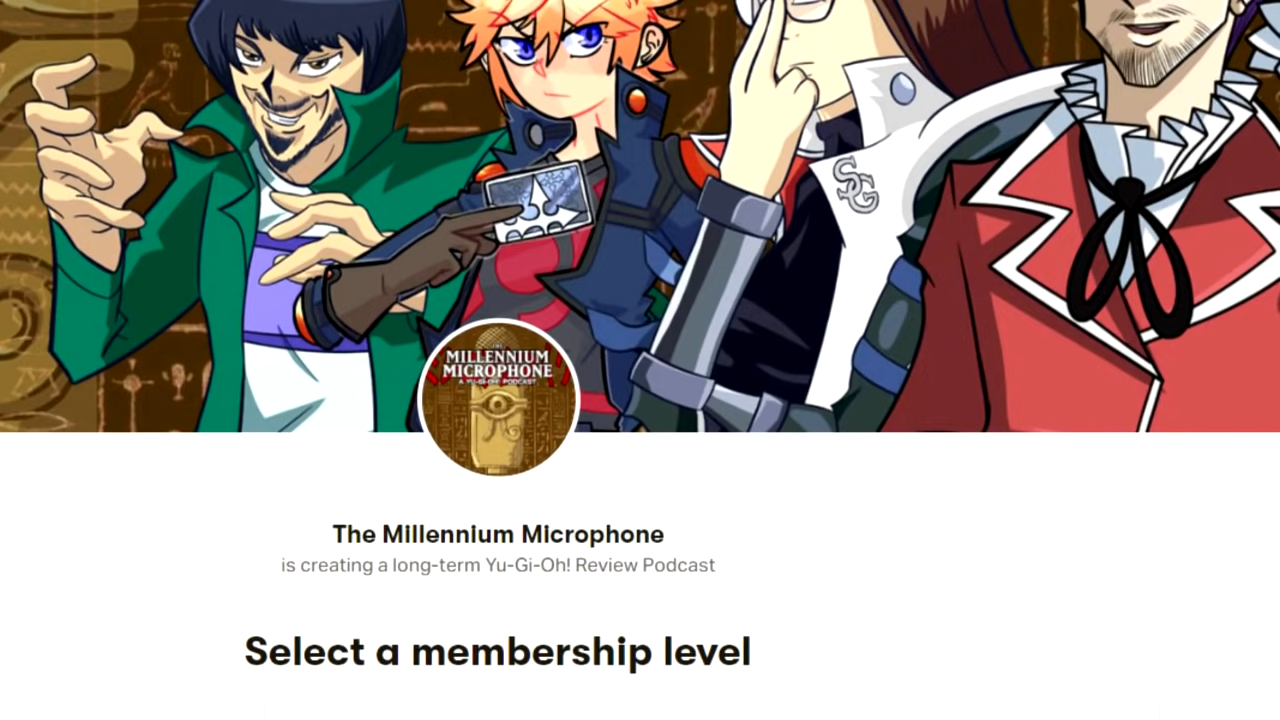 SG
THE
MILLENNIUM
MICROPHONE
A YU-GI-OH! PODCAST
The Millennium Microphone
is creating a long-term Yu-Gi-Oh! Review Podcast
Select a membership level